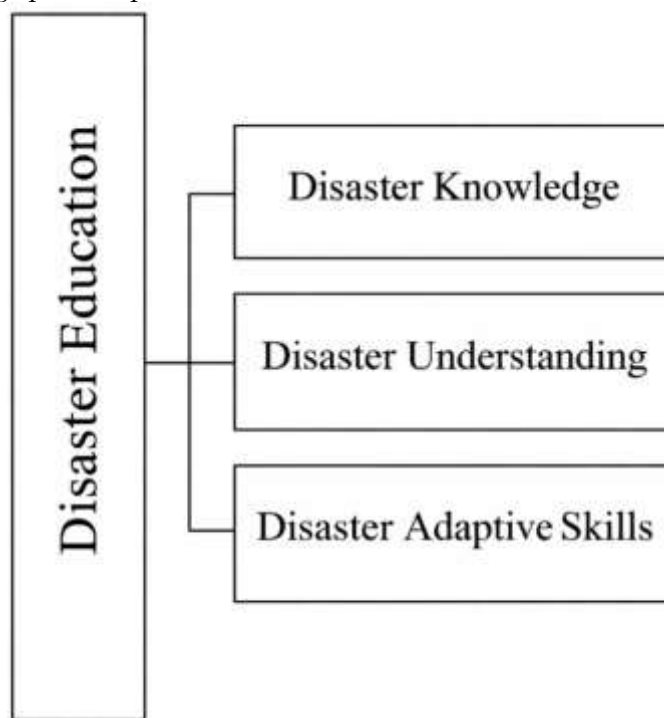 Disaster Education
Disaster Knowledge
Disaster Understanding
Disaster Adaptive Skills